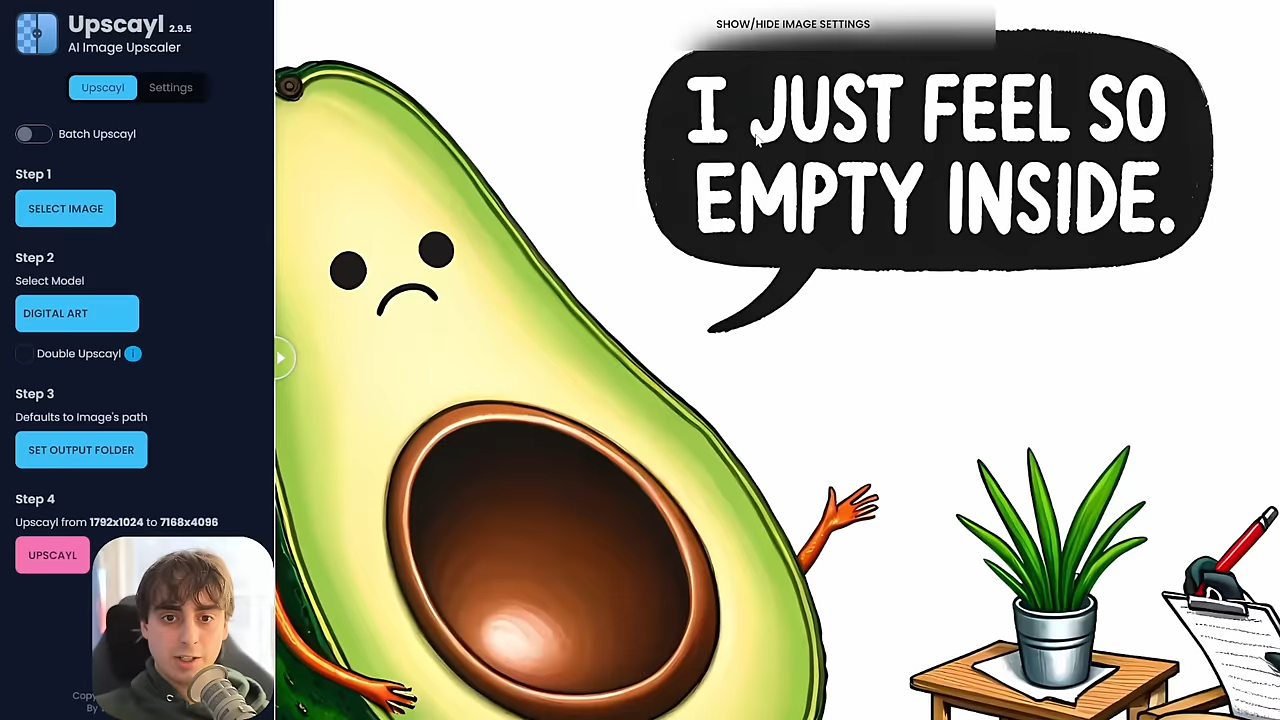 Upscayl 2.9.5
AI Image Upscaler
Upscayl Settings
Batch Upscayl
Step 1
SELECT IMAGE
Step 2
Select Model
DIGITAL ART
Double Upscayl i
Step 3
Defaults to Image's path
SET OUTPUT FOLDER
Step 4
Upscayl from 1792x1024 to 7168x4096
UPSCAYL
By
SHOW/HIDE IMAGE SETTINGS
I JUST FEEL SO
EMPTY INSIDE.